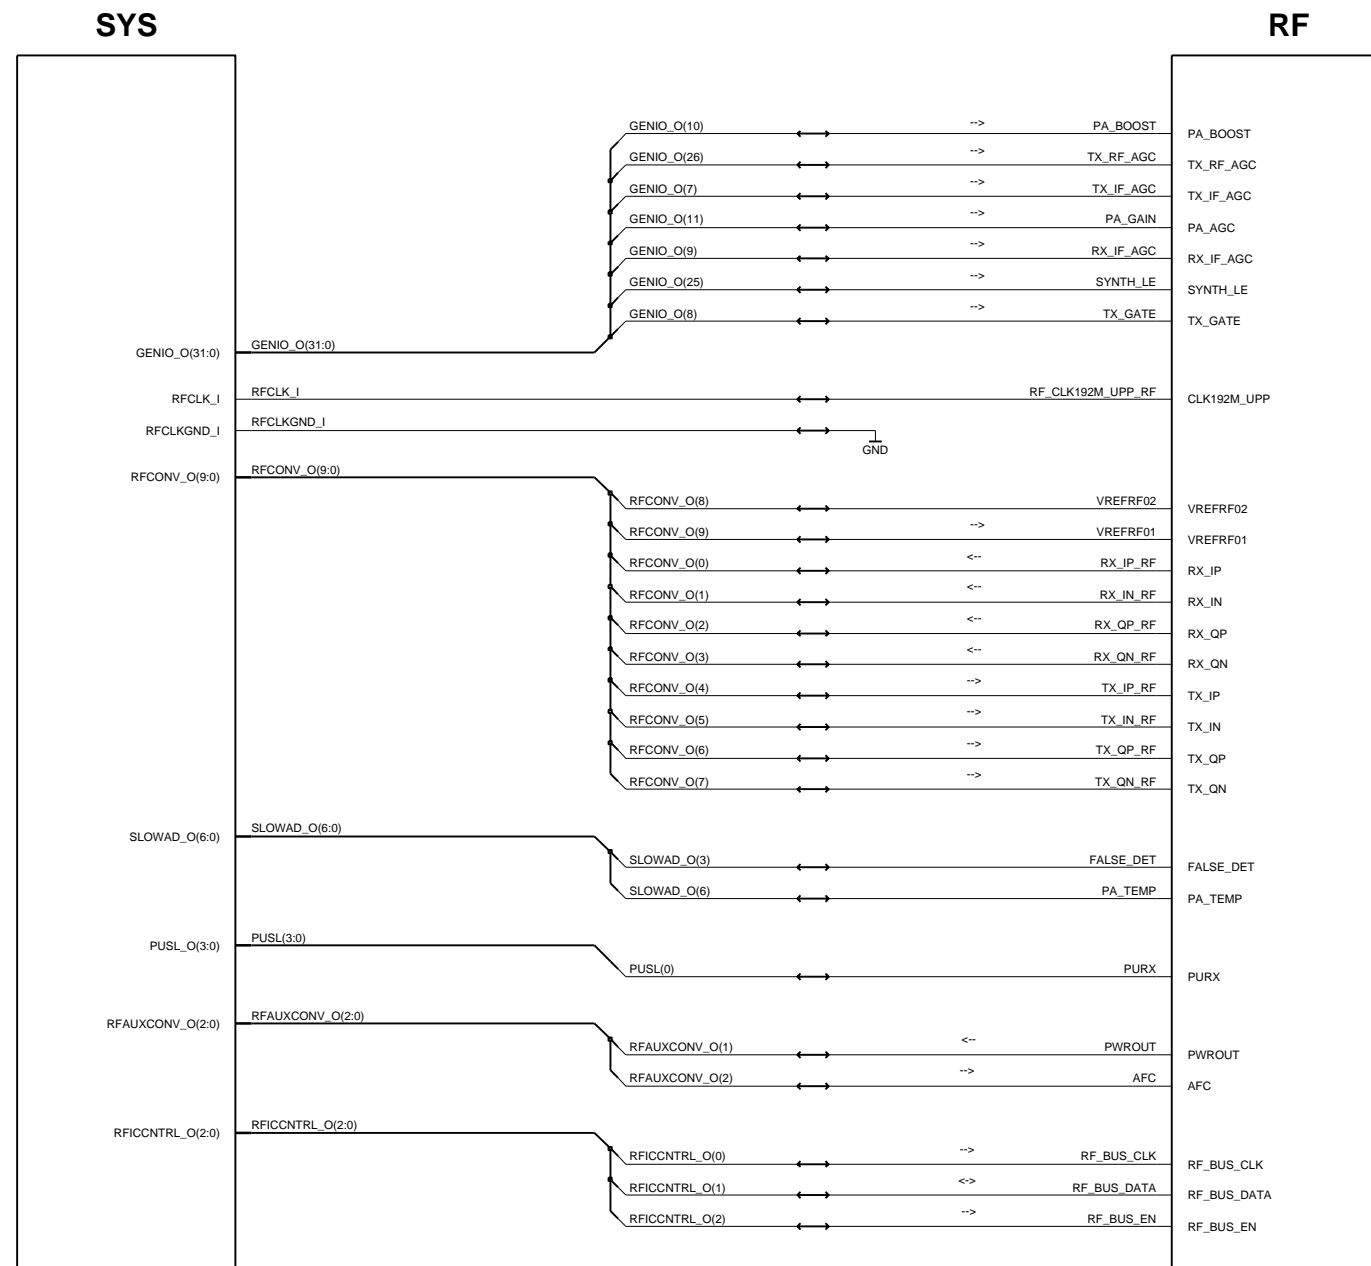 SYS RF
GENIO_O(10) --> PA_BOOST PA_BOOST
GENIO_O(26) --> TX_RF_AGC TX_RF_AGC
GENIO_O(7) --> TX_IF_AGC TX_IF_AGC
GENIO_O(11) --> PA_GAIN PA_AGC
GENIO_O(9) --> RX_IF_AGC RX_IF_AGC
GENIO_O(25) --> SYNTH_LE SYNTH_LE
GENIO_O(8) --> TX_GATE TX_GATE
GENIO_O(31:0) GENIO_O(31:0)
RFCLK_I RFCLK_I RF_CLK192M_UPP_RF CLK192M_UPP
RFCLKGND_I RFCLKGND_I
GND
RFCONV_O(9:0) RFCONV_O(9:0)
RFCONV_O(8) VREFRF02 VREFRF02
RFCONV_O(9) --> VREFRF01 VREFRF01
RFCONV_O(0) <-- RX_IP_RF RX_IP
RFCONV_O(1) <-- RX_IN_RF RX_IN
RFCONV_O(2) <-- RX_QP_RF RX_QP
RFCONV_O(3) <-- RX_QN_RF RX_QN
RFCONV_O(4) --> TX_IP_RF TX_IP
RFCONV_O(5) --> TX_IN_RF TX_IN
RFCONV_O(6) --> TX_QP_RF TX_QP
RFCONV_O(7) --> TX_QN_RF TX_QN
SLOWAD_O(6:0) SLOWAD_O(6:0)
SLOWAD_O(3) FALSE_DET FALSE_DET
SLOWAD_O(6) PA_TEMP PA_TEMP
PUSL_O(3:0) PUSL(3:0)
PUSL(0) PURX PURX
RFAUXCONV_O(2:0) RFAUXCONV_O(2:0)
RFAUXCONV_O(1) <-- PWROUT PWROUT
RFAUXCONV_O(2) --> AFC AFC
RFICCNTRL_O(2:0) RFICCNTRL_O(2:0)
RFICCNTRL_O(0) --> RF_BUS_CLK RF_BUS_CLK
RFICCNTRL_O(1) <-> RF_BUS_DATA RF_BUS_DATA
RFICCNTRL_O(2) --> RF_BUS_EN RF_BUS_EN